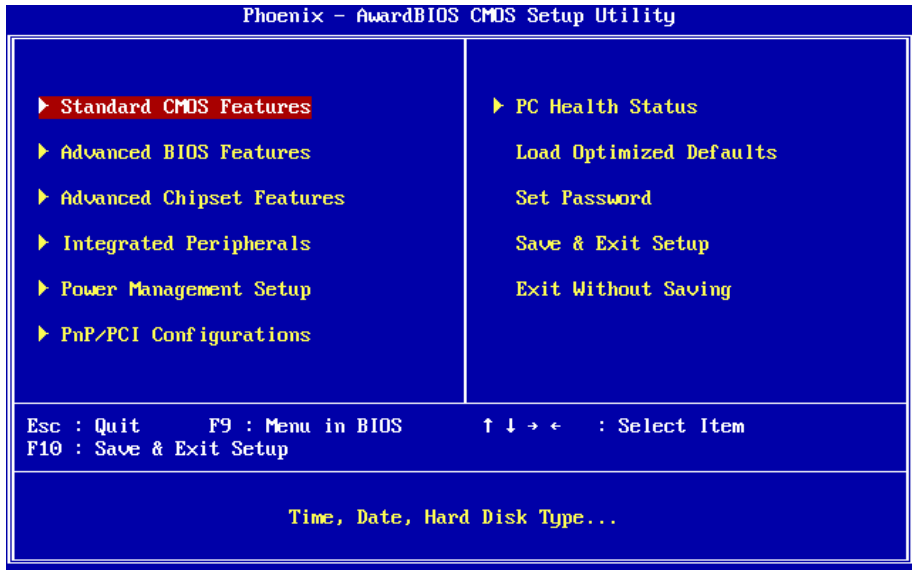 Phoenix - AwardBIOS CMOS Setup Utility
Standard CMOS Features
Advanced BIOS Features
Advanced Chipset Features
Integrated Peripherals
Power Management Setup
PnP/PCI Configurations
PC Health Status
Load Optimized Defaults
Set Password
Save & Exit Setup
Exit Without Saving
Esc : Quit F9 : Menu in BIOS ↑ ↓ → ← : Select Item
F10 : Save & Exit Setup
Time, Date, Hard Disk Type...